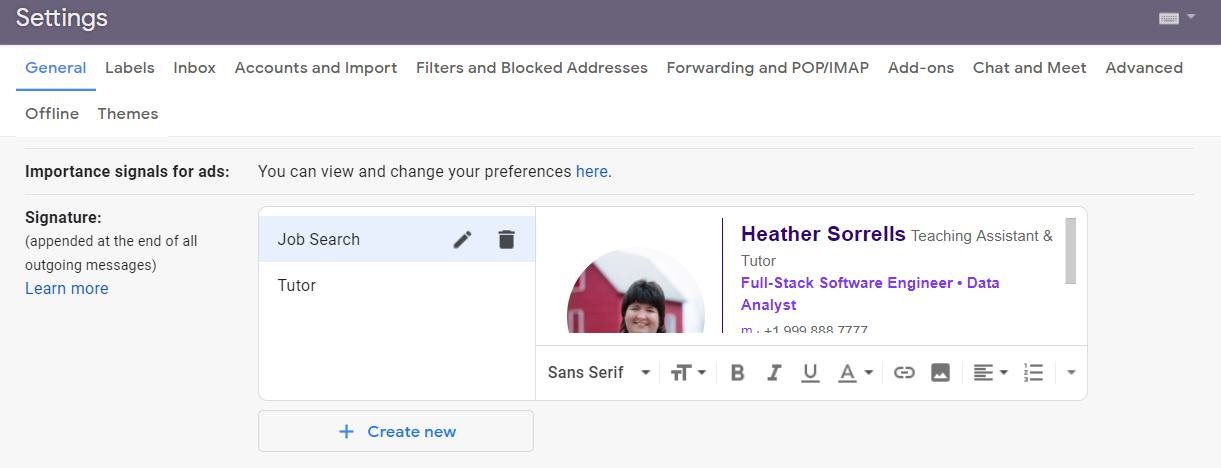 Settings
General Labels Inbox Accounts and Import Filters and Blocked Addresses Forwarding and POP/IMAP Add-ons Chat and Meet Advanced
Offline Themes
Importance signals for ads: You can view and change your preferences here.
Signature:
(appended at the end of all
outgoing messages)
Learn more
Job Search
Tutor
Heather Sorrells Teaching Assistant &
Tutor
Full-Stack Software Engineer • Data
Analyst
m · +1 999 888 7777
Sans Serif
B I U A
+ Create new